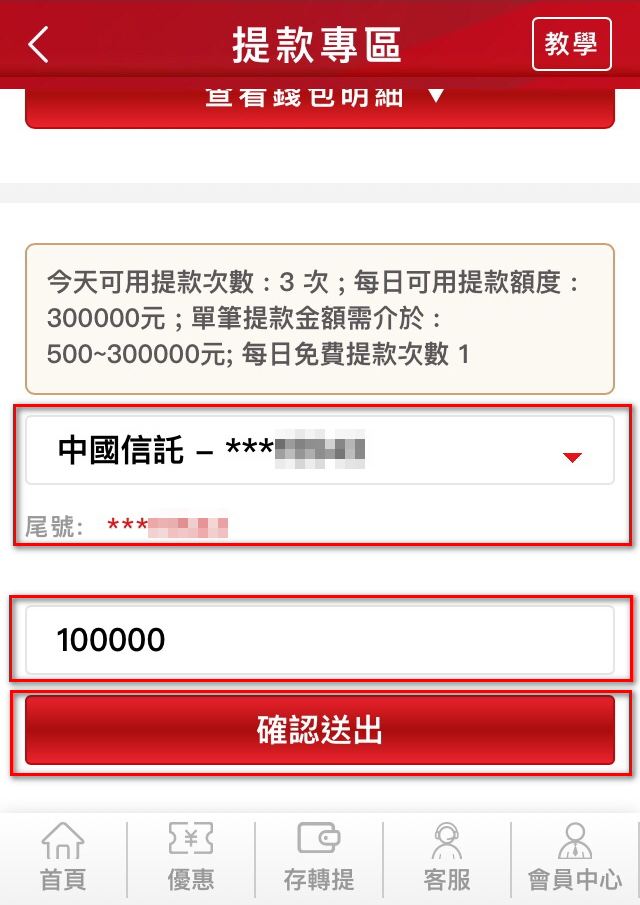 提款專區
教學
查看錢包明細 ▼
今天可用提款次數：3 次；每日可用提款額度：
300000元；單筆提款金額需介於：
500~300000元; 每日免費提款次數 1
中國信託 – ***
尾號: ***
100000
確認送出
首頁
優惠
存轉提
客服
會員中心